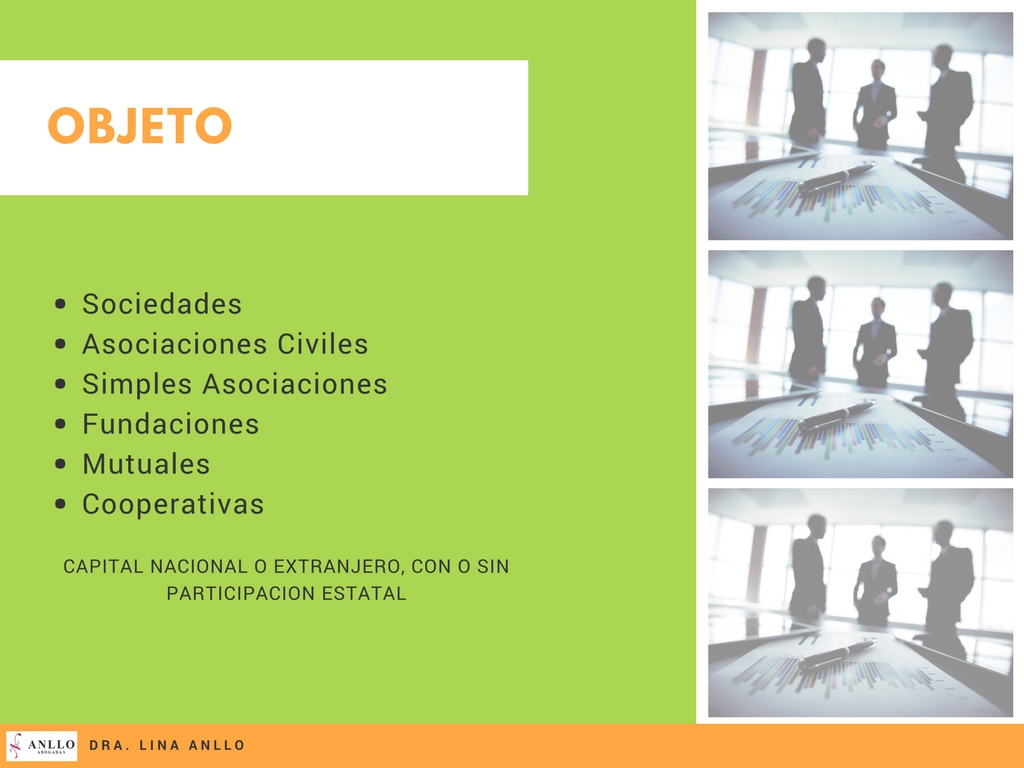 OBJETO
• Sociedades
• Asociaciones Civiles
• Simples Asociaciones
• Fundaciones
• Mutuales
• Cooperativas
CAPITAL NACIONAL O EXTRANJERO, CON O SIN
PARTICIPACION ESTATAL
ANLLO
ABOGADAS
DRA. LINA ANLLO